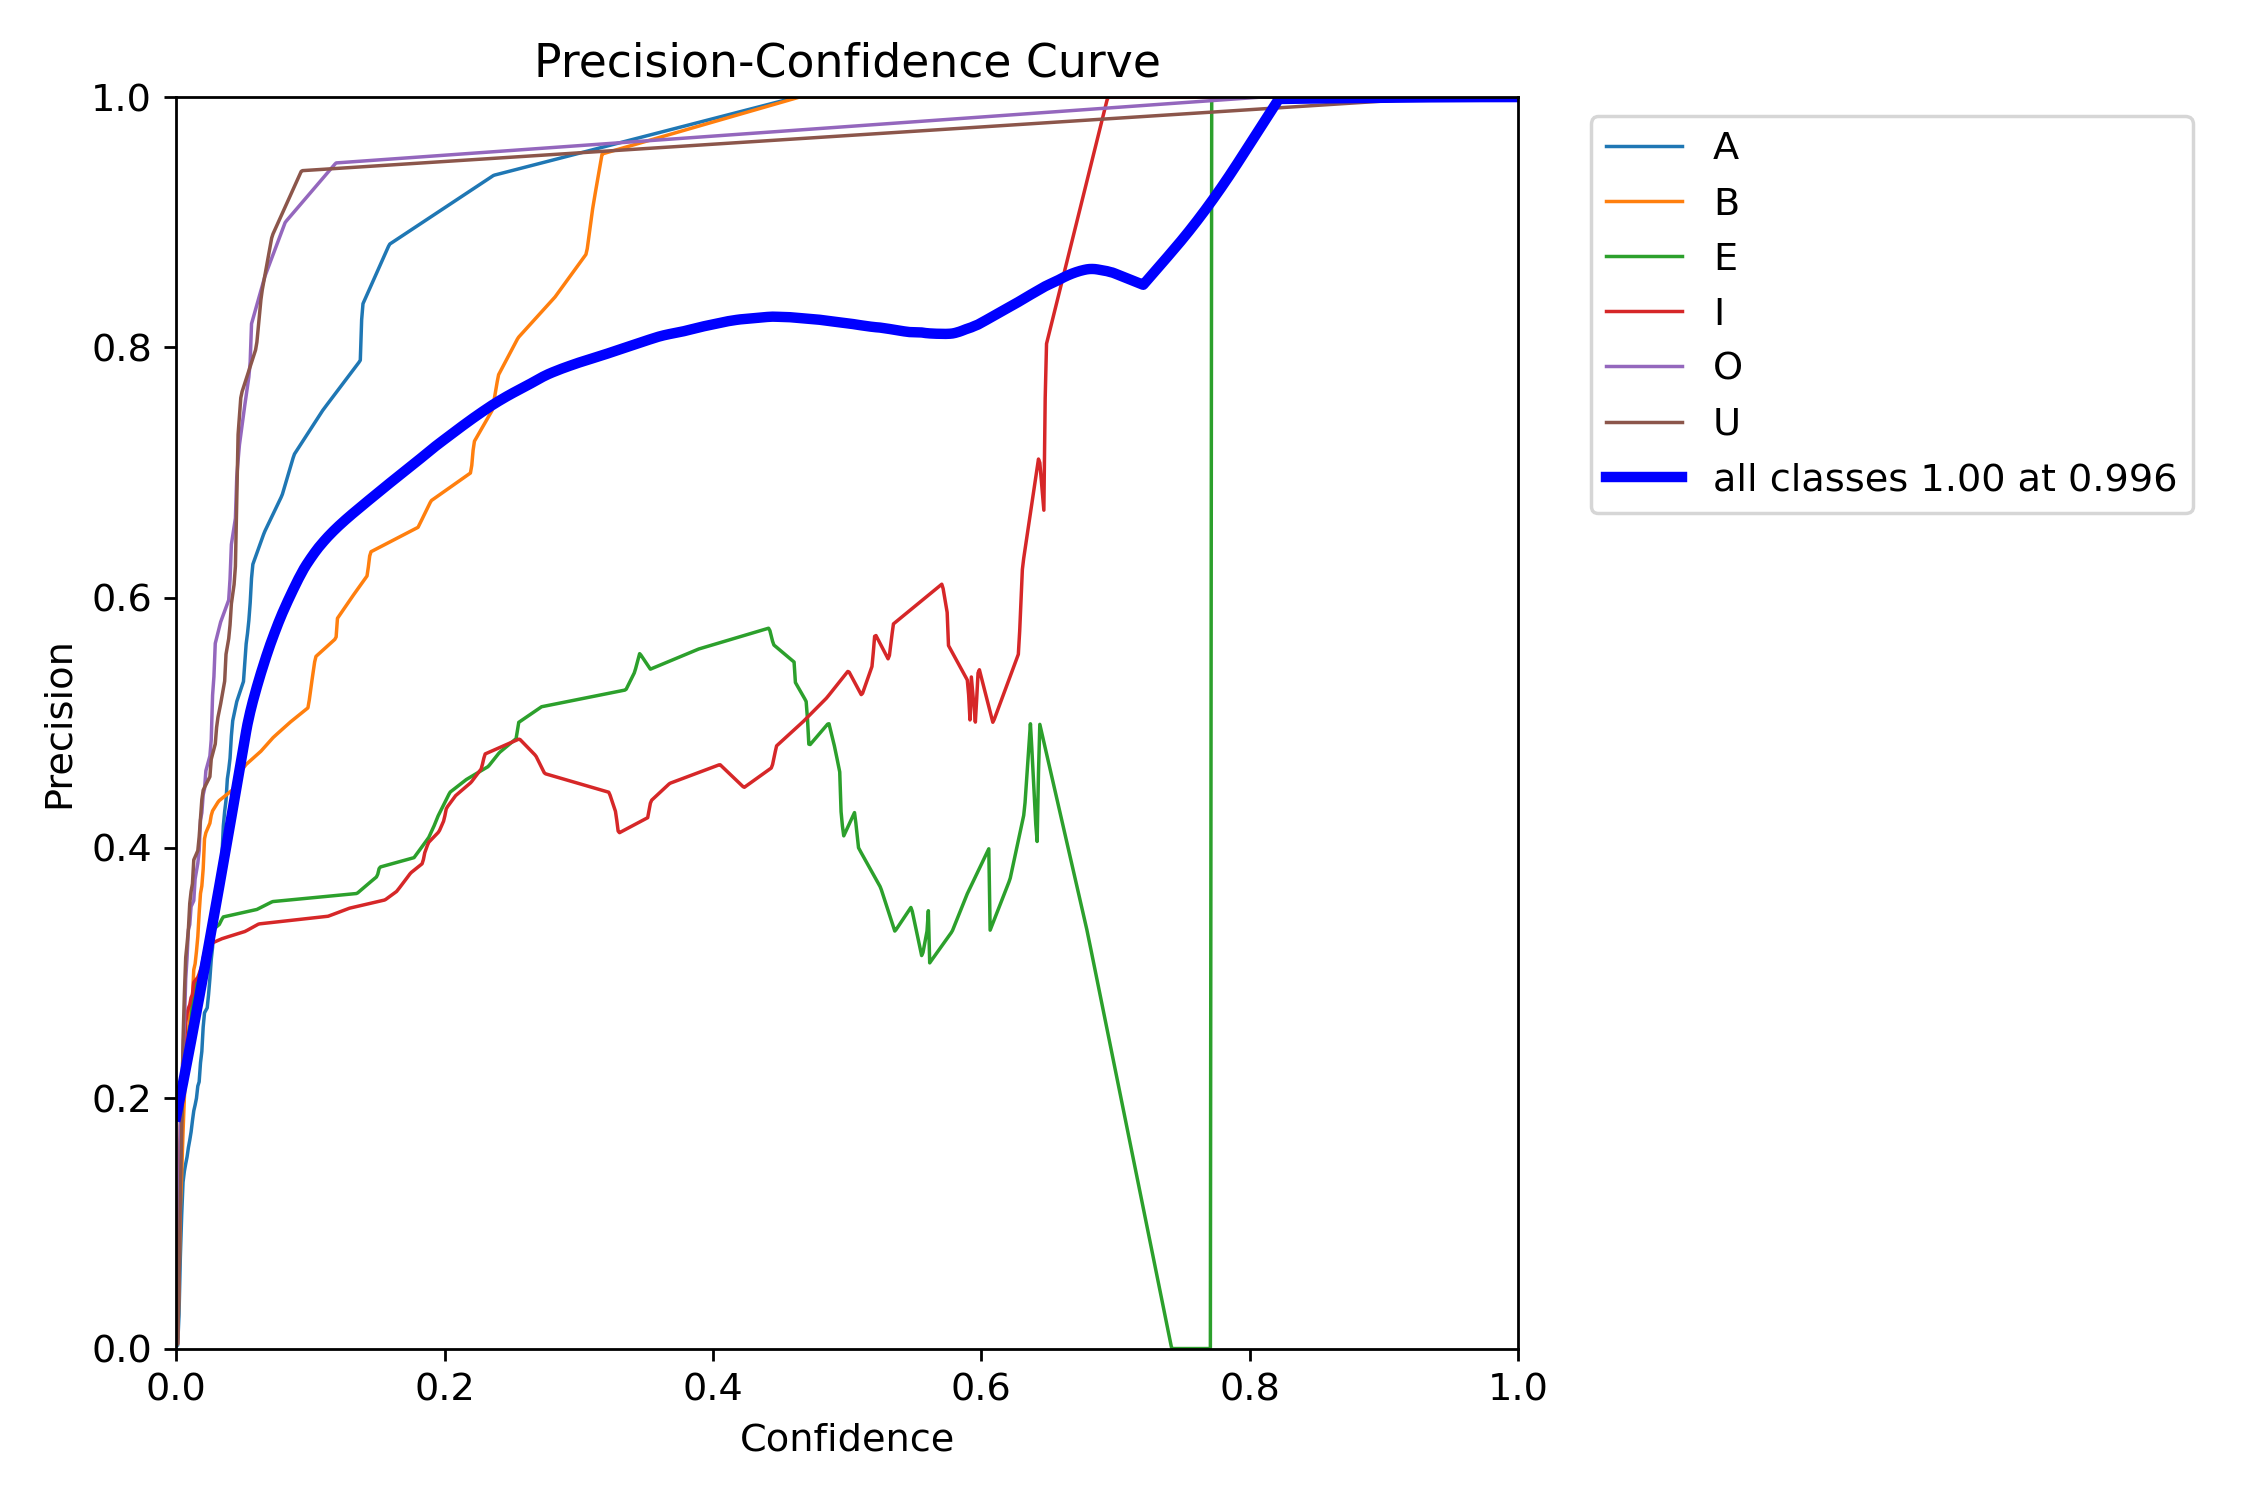 Precision-Confidence Curve
1.0
0.8
0.6
0.4
0.2
0.0
Precision
0.0 0.2 0.4 0.6 0.8 1.0
Confidence
A
B
E
I
O
U
all classes 1.00 at 0.996